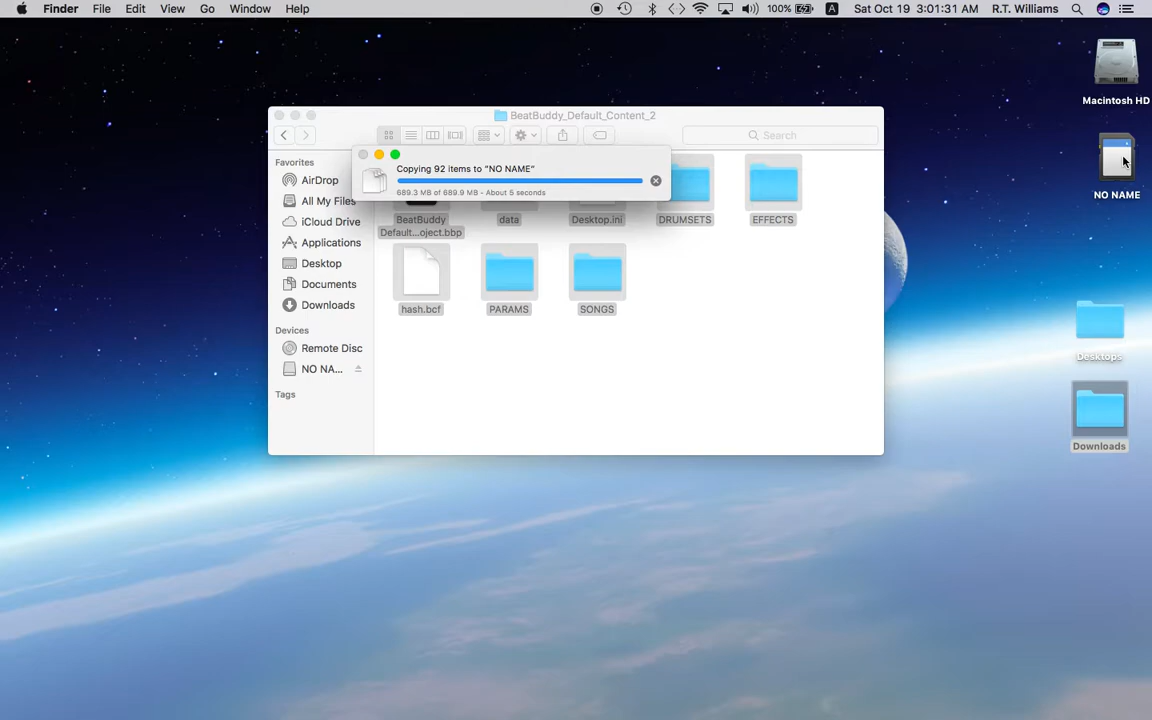 Finder File Edit View Go Window Help 100% A Sat Oct 19 3:01:31 AM R.T. Williams
Macintosh HD
NO NAME
Desktops
Downloads
BeatBuddy_Default_Content_2
Search
Copying 92 items to "NO NAME"
689.3 MB of 689.9 MB - About 5 seconds
Favorites
AirDrop
All My Files
iCloud Drive
Applications
Desktop
Documents
Downloads
Devices
Remote Disc
NO NA...
Tags
BeatBuddy
Default...oject.bbp
data
Desktop.ini
DRUMSETS
EFFECTS
hash.bcf
PARAMS
SONGS